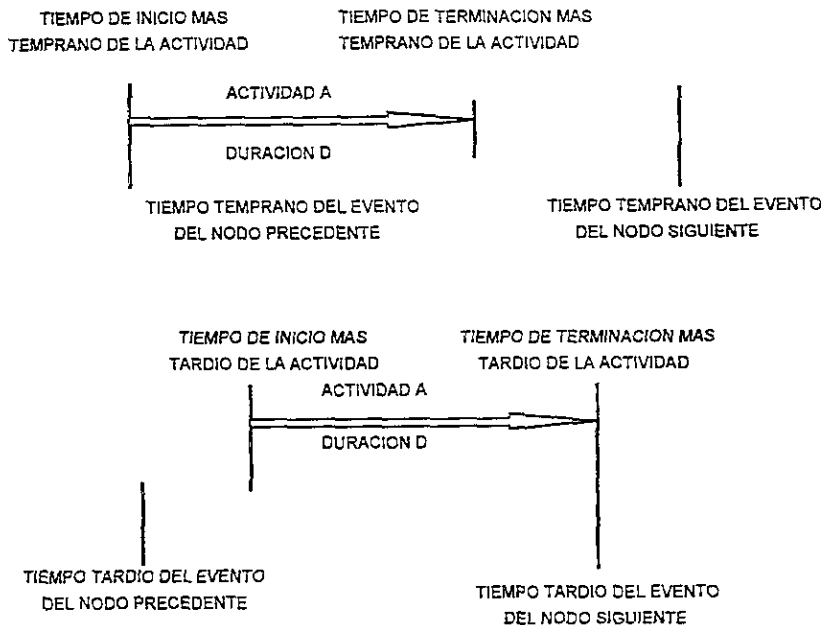 TIEMPO DE INICIO MAS
TEMPRANO DE LA ACTIVIDAD
TIEMPO DE TERMINACION MAS
TEMPRANO DE LA ACTIVIDAD
ACTIVIDAD A
DURACION D
TIEMPO TEMPRANO DEL EVENTO
DEL NODO PRECEDENTE
TIEMPO TEMPRANO DEL EVENTO
DEL NODO SIGUIENTE
TIEMPO DE INICIO MAS
TARDIO DE LA ACTIVIDAD
TIEMPO DE TERMINACION MAS
TARDIO DE LA ACTIVIDAD
ACTIVIDAD A
DURACION D
TIEMPO TARDIO DEL EVENTO
DEL NODO PRECEDENTE
TIEMPO TARDIO DEL EVENTO
DEL NODO SIGUIENTE